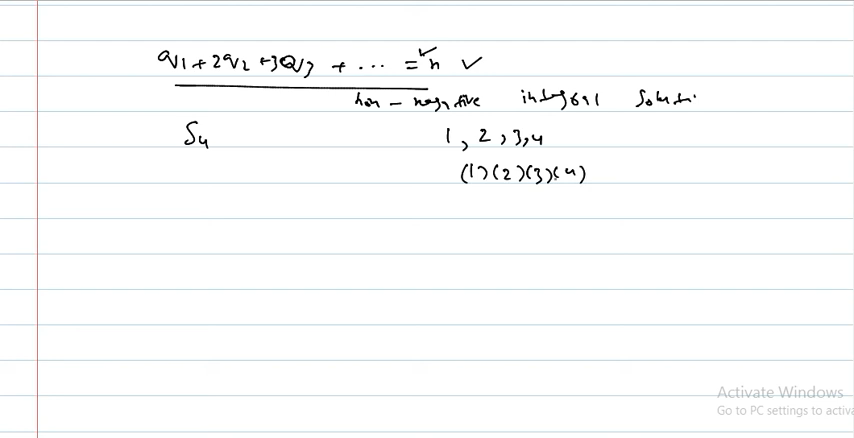 a1 + 2a2 + 3a3 + ... = n
non-negative integral solution.
S4 1, 2, 3, 4
(1)(2)(3)(4)
Activate Windows
Go to PC settings to activa